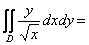 ∬_D y/√x dxdy =